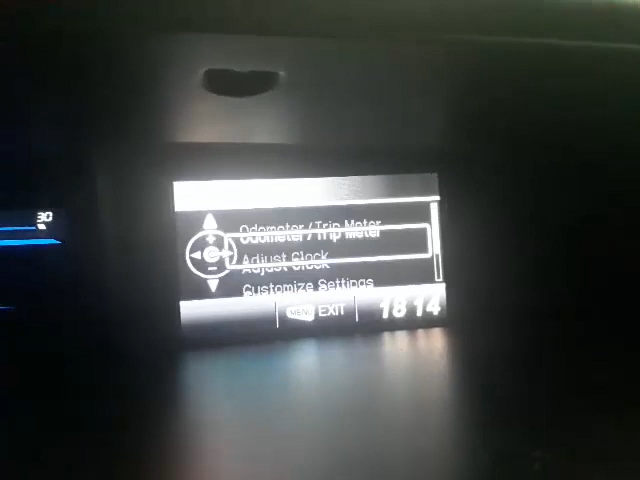 30
Odometer/Trip Meter
Adjust Clock
Customize Settings
MENU EXIT 18 14